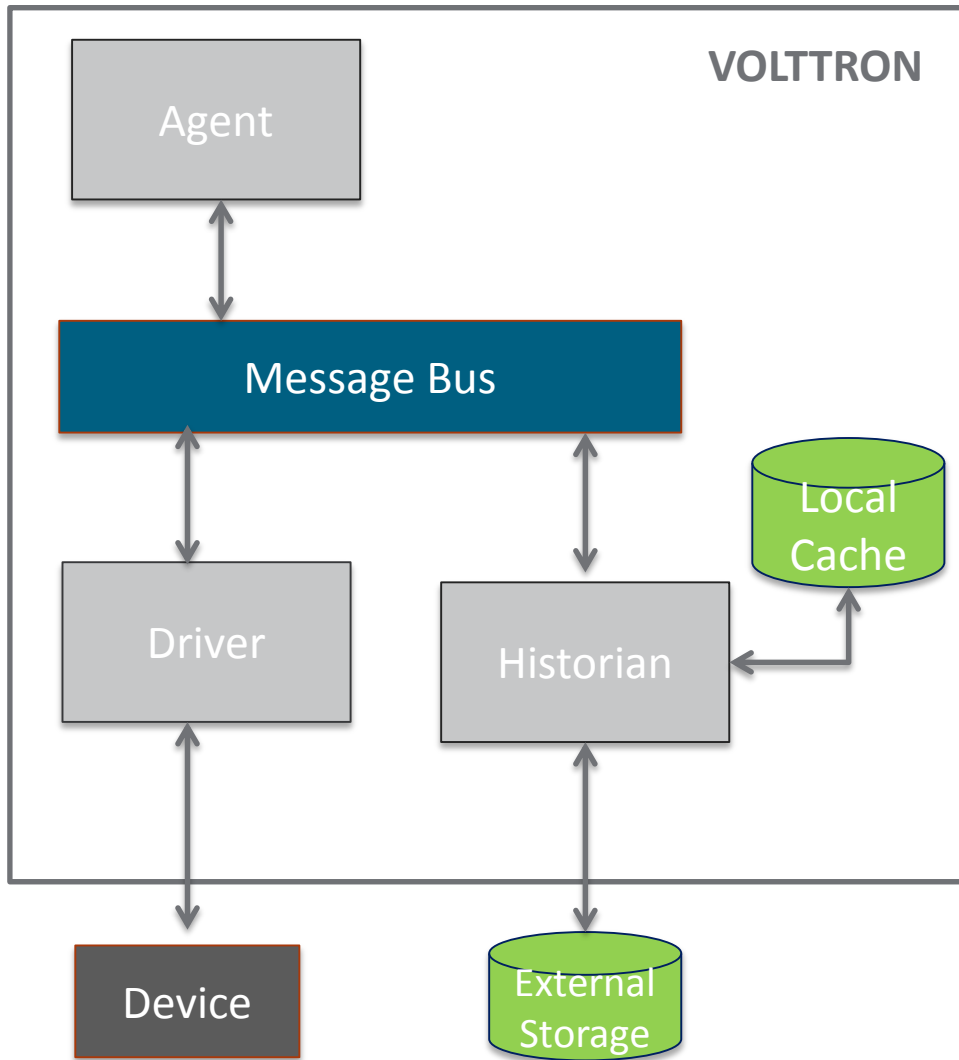 VOLTTRON
Agent
Message Bus
Local
Cache
Driver
Historian
Device
External
Storage